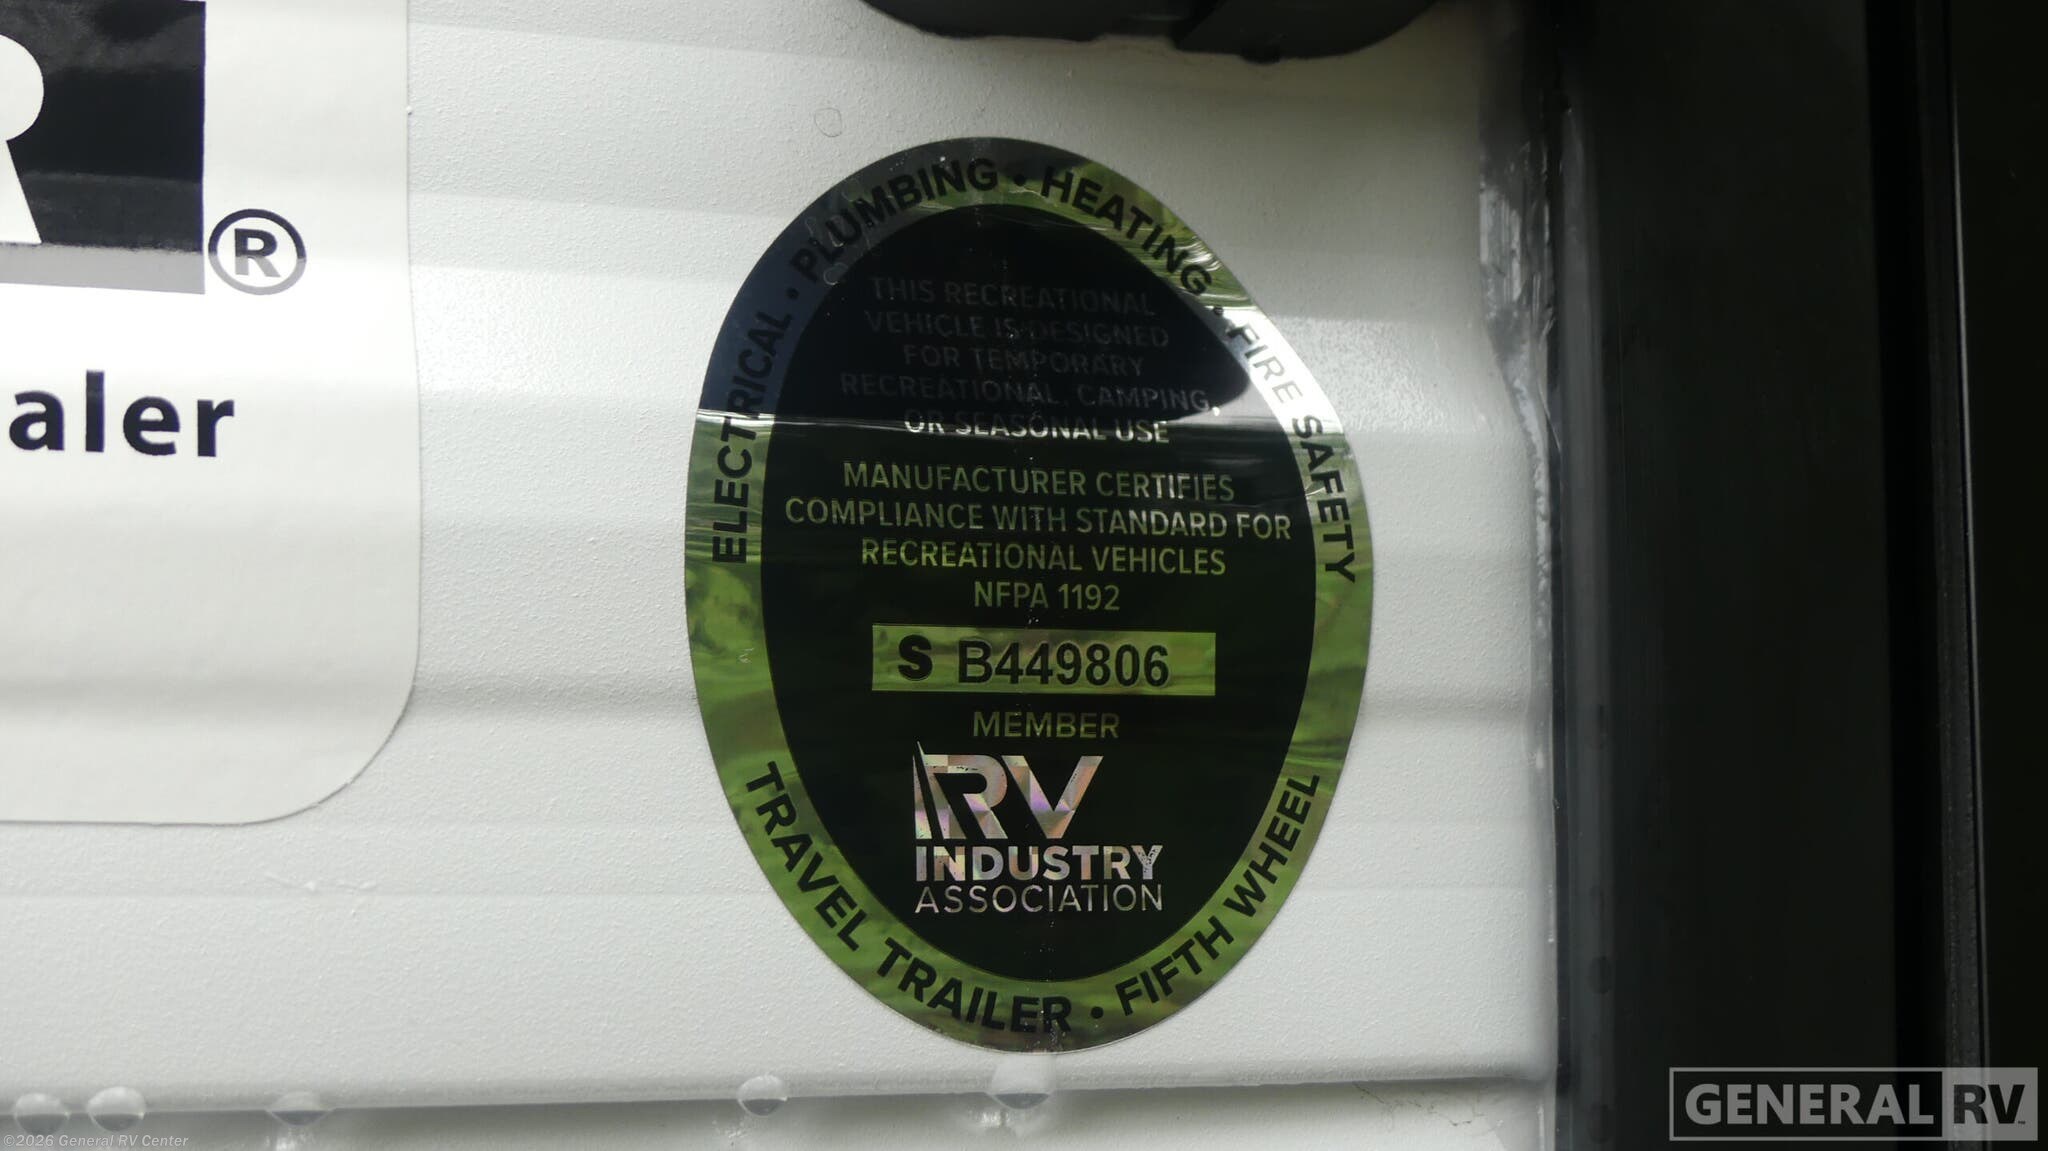 R
®
aler
ELECTRICAL • PLUMBING • HEATING • FIRE SAFETY
THIS RECREATIONAL
VEHICLE IS DESIGNED
FOR TEMPORARY
RECREATIONAL, CAMPING,
OR SEASONAL USE
MANUFACTURER CERTIFIES
COMPLIANCE WITH STANDARD FOR
RECREATIONAL VEHICLES
NFPA 1192
S B449806
MEMBER
RV
INDUSTRY
ASSOCIATION
TRAVEL TRAILER • FIFTH WHEEL
GENERAL RV™
©2026 General RV Center